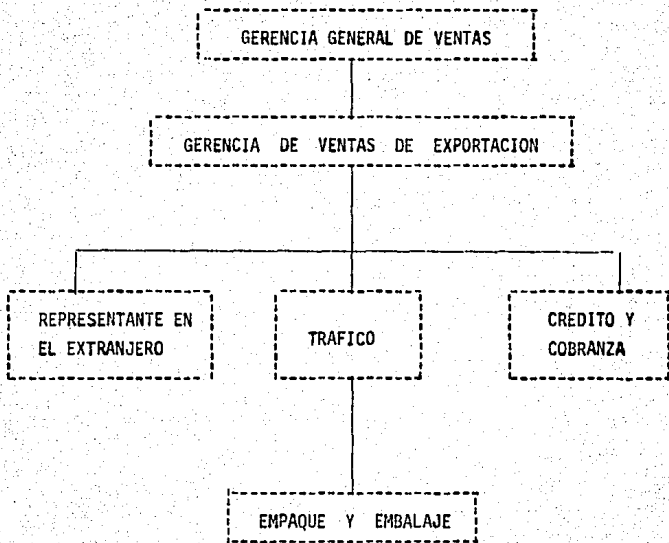 GERENCIA GENERAL DE VENTAS
GERENCIA DE VENTAS DE EXPORTACION
REPRESENTANTE EN
EL EXTRANJERO
TRAFICO
CREDITO Y
COBRANZA
EMPAQUE Y EMBALAJE